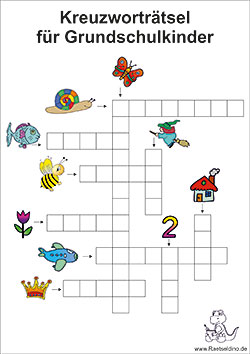 Kreuzworträtsel
für Grundschulkinder
2
www.Raetseldino.de